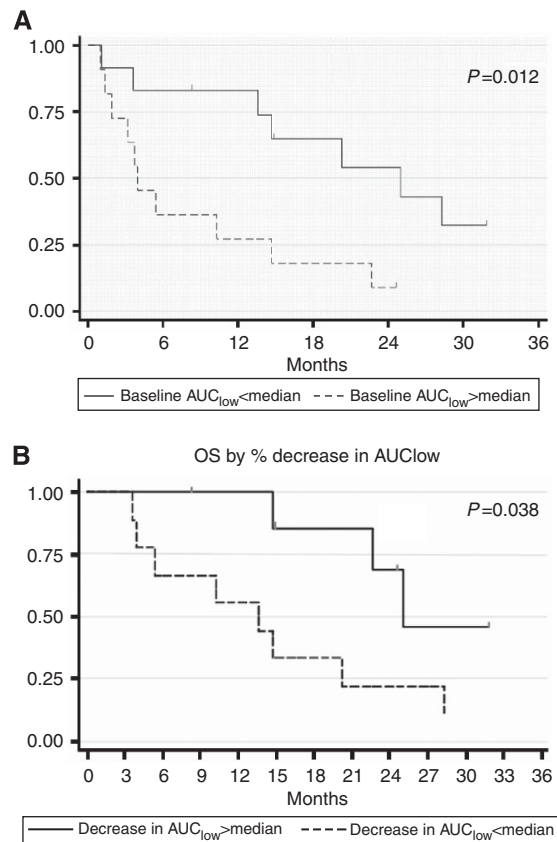 A
1.00
P=0.012
0.75
0.50
0.25
0.00
0 6 12 18 24 30 36
Months
Baseline AUClow<median Baseline AUClow>median
B
OS by % decrease in AUClow
1.00
P=0.038
0.75
0.50
0.25
0.00
0 3 6 9 12 15 18 21 24 27 30 33 36
Months
Decrease in AUClow>median Decrease in AUClow<median